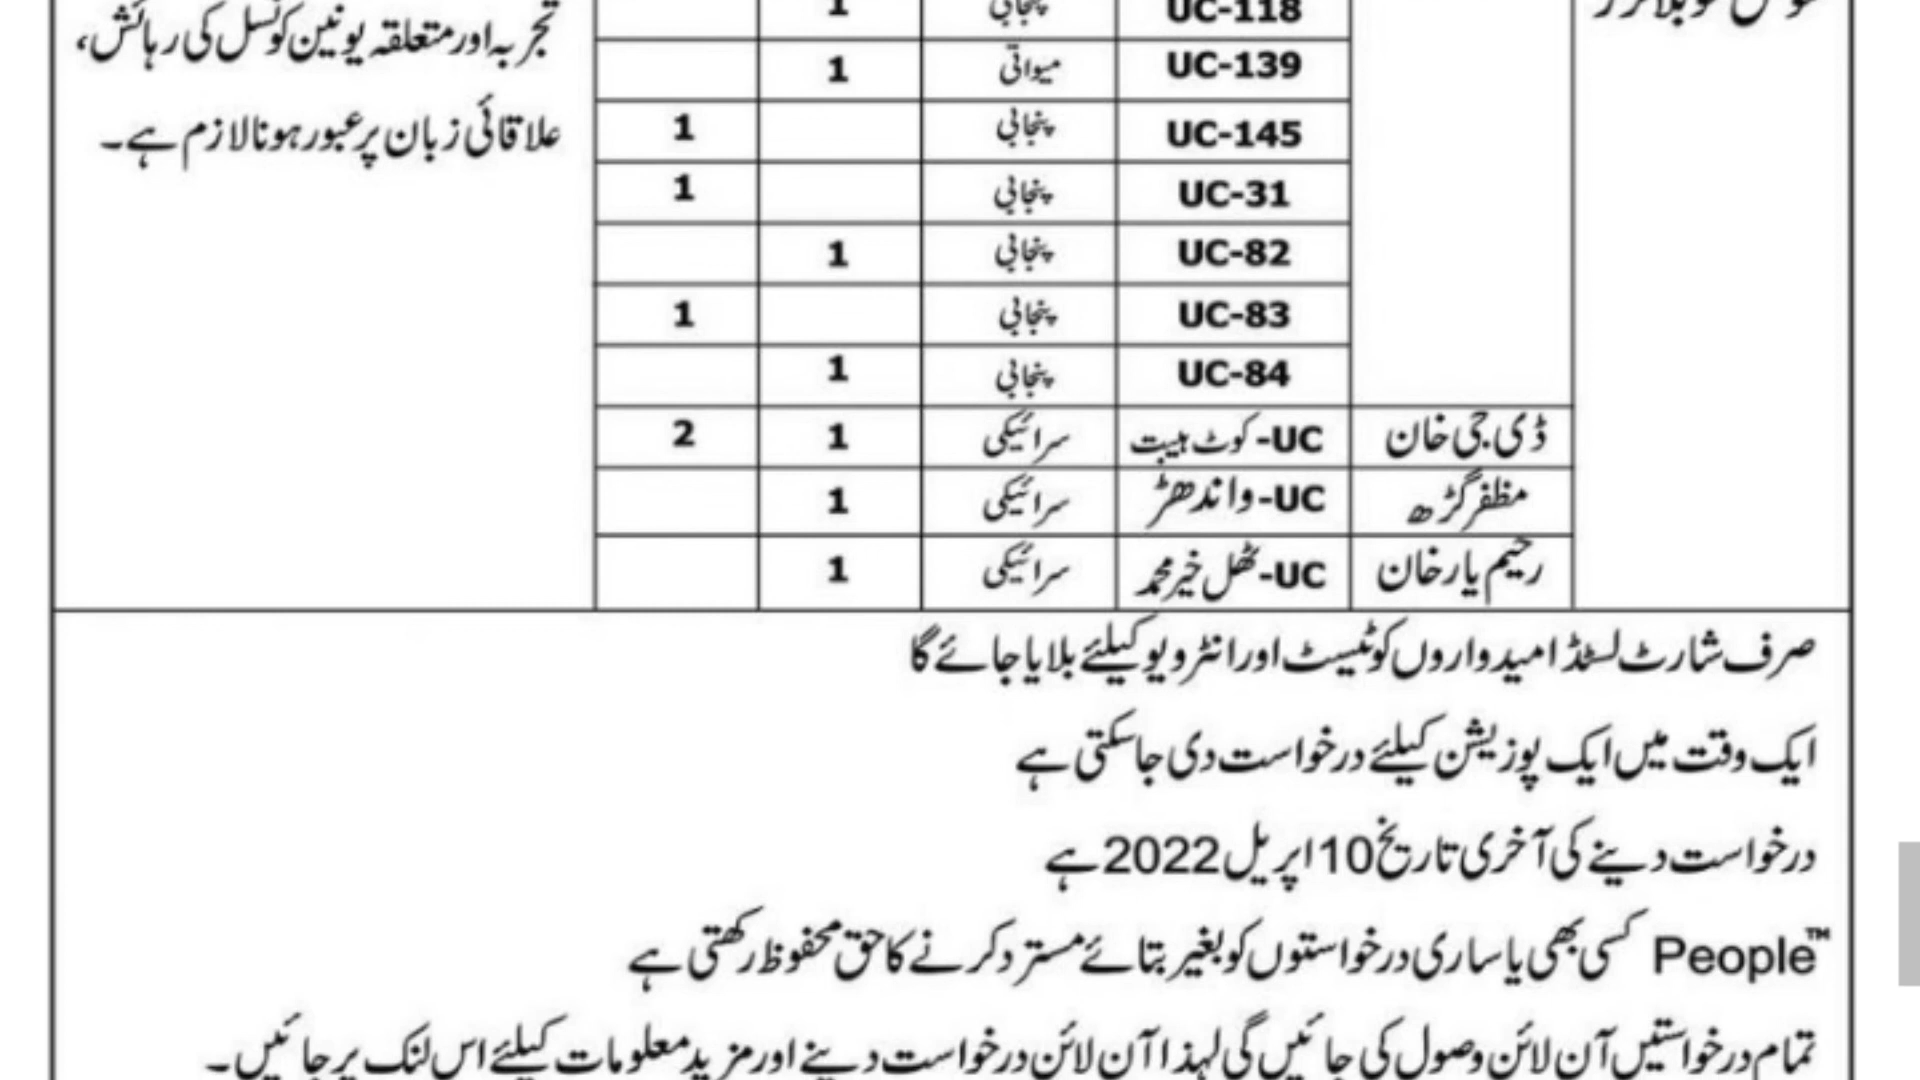 تجربہ اور متعلقہ یونین کونسل کی رہائش،
علاقائی زبان پر عبور ہونا لازم ہے۔
UC-118 پنجابی 1
UC-139 میواتی 1
UC-145 پنجابی 1
UC-31 پنجابی 1
UC-82 پنجابی 1
UC-83 پنجابی 1
UC-84 پنجابی 1
ڈی جی خان UC-کوٹ ہیبت سرائیکی 1 2
مظفر گڑھ UC-واندھڑ سرائیکی 1
رحیم یار خان UC-ٹھل خیر محمد سرائیکی 1
صرف شارٹ لسٹڈ امیدواروں کو ٹیسٹ اور انٹرویو کیلئے بلایا جائے گا
ایک وقت میں ایک پوزیشن کیلئے درخواست دی جاسکتی ہے
درخواست دینے کی آخری تاریخ 10 اپریل 2022 ہے
People™ کسی بھی یا ساری درخواستوں کو بغیر بتائے مسترد کرنے کا حق محفوظ رکھتی ہے
تمام درخواستیں آن لائن وصول کی جائیں گی لہذا آن لائن درخواست دینے اور مزید معلومات کیلئے اس لنک پر جائیں۔